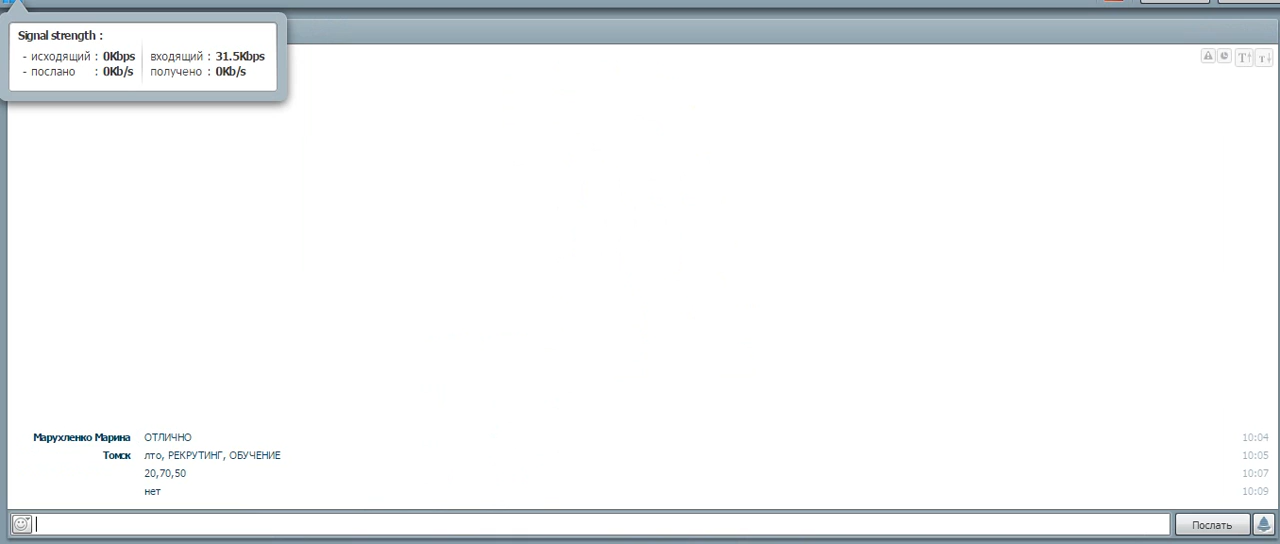 Signal strength :
- исходящий : 0Kbps входящий : 31.5Kbps
- послано : 0Kb/s получено : 0Kb/s
T↑ T↓
Марухленко Марина ОТЛИЧНО 10:04
Томск лто, РЕКРУТИНГ, ОБУЧЕНИЕ 10:05
20,70,50 10:07
нет 10:09
Послать